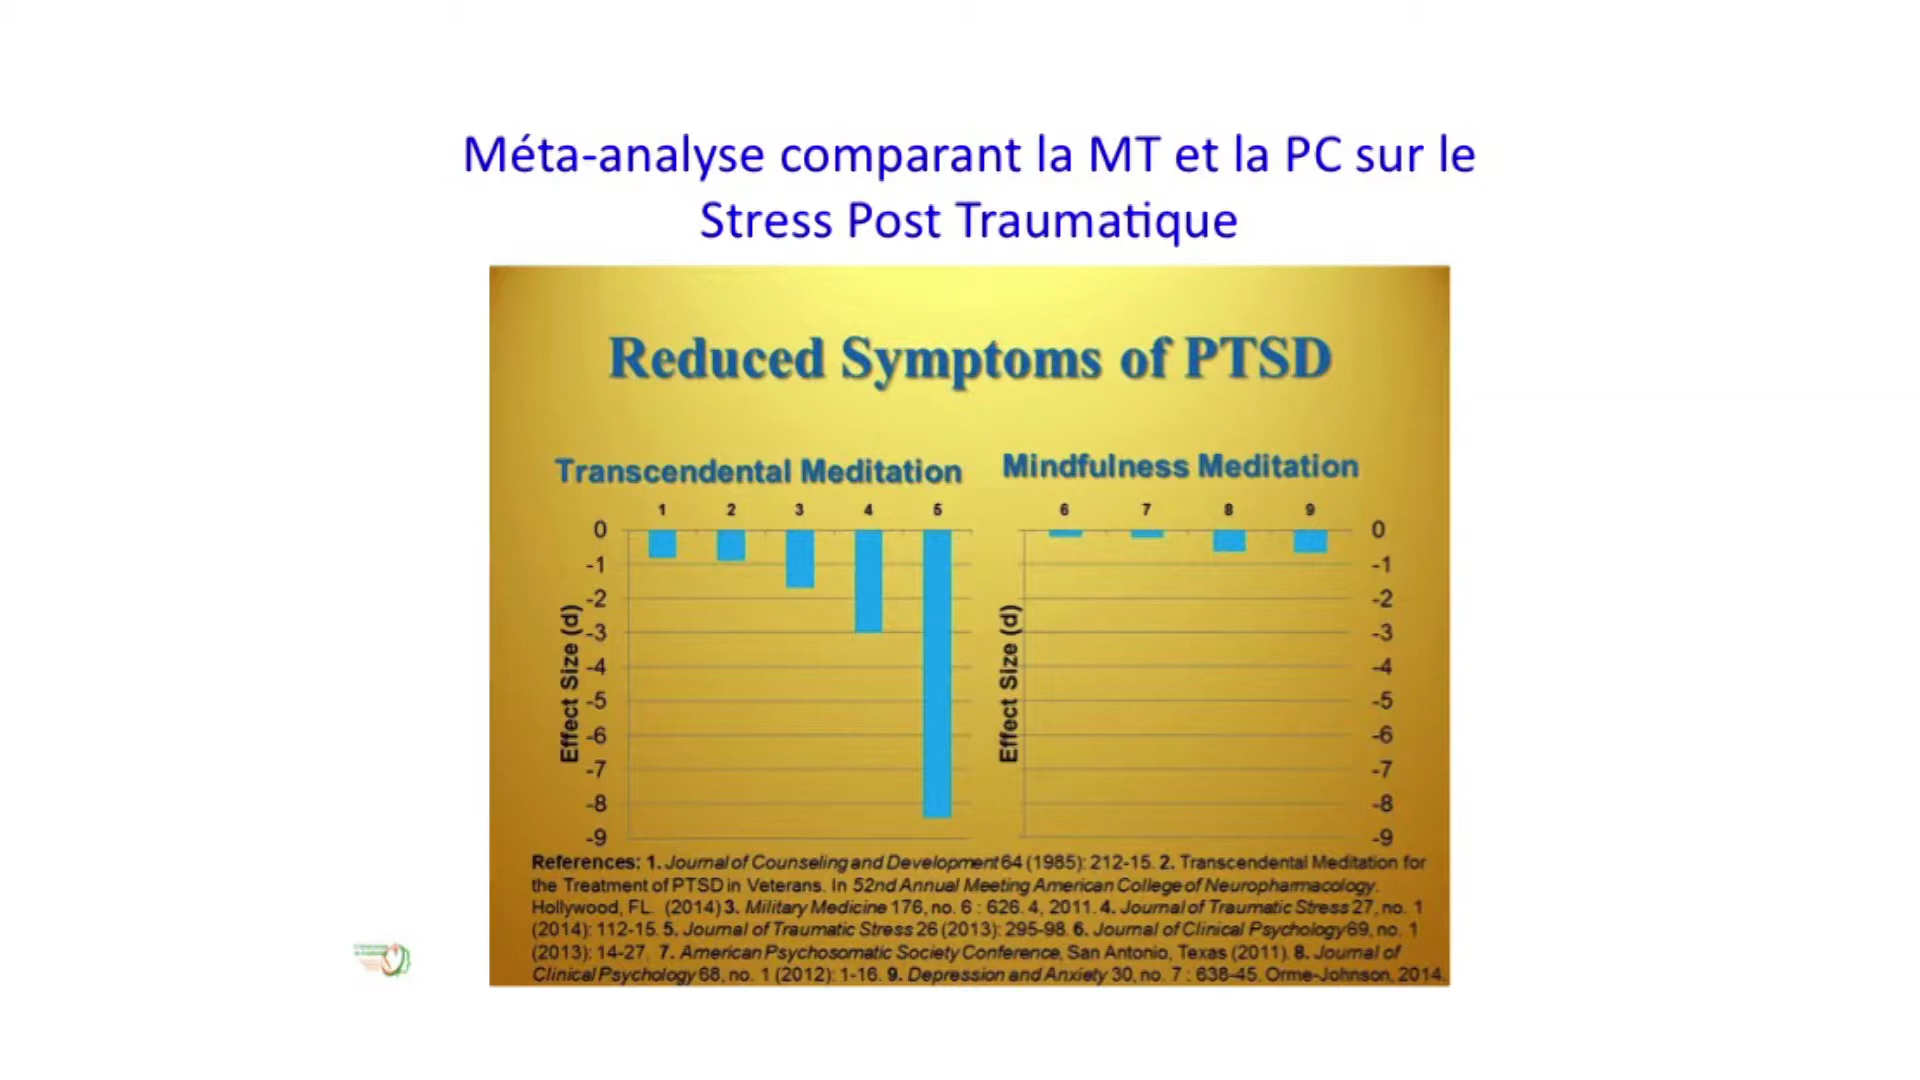 Méta-analyse comparant la MT et la PC sur le
Stress Post Traumatique
Reduced Symptoms of PTSD
Transcendental Meditation
1 2 3 4 5
0
-1
-2
-3
-4
-5
-6
-7
-8
-9
Effect Size (d)
Mindfulness Meditation
6 7 8 9
0
-1
-2
-3
-4
-5
-6
-7
-8
-9
Effect Size (d)
References: 1. Journal of Counseling and Development 64 (1985): 212-15. 2. Transcendental Meditation for
the Treatment of PTSD in Veterans. In 52nd Annual Meeting American College of Neuropharmacology.
Hollywood, FL. (2014) 3. Military Medicine 176, no. 6 : 626. 4, 2011. 4. Journal of Traumatic Stress 27, no. 1
(2014): 112-15. 5. Journal of Traumatic Stress 26 (2013): 295-98. 6. Journal of Clinical Psychology 69, no. 1
(2013): 14-27. 7. American Psychosomatic Society Conference, San Antonio, Texas (2011). 8. Journal of
Clinical Psychology 68, no. 1 (2012): 1-16. 9. Depression and Anxiety 30, no. 7 : 638-45. Orme-Johnson, 2014.